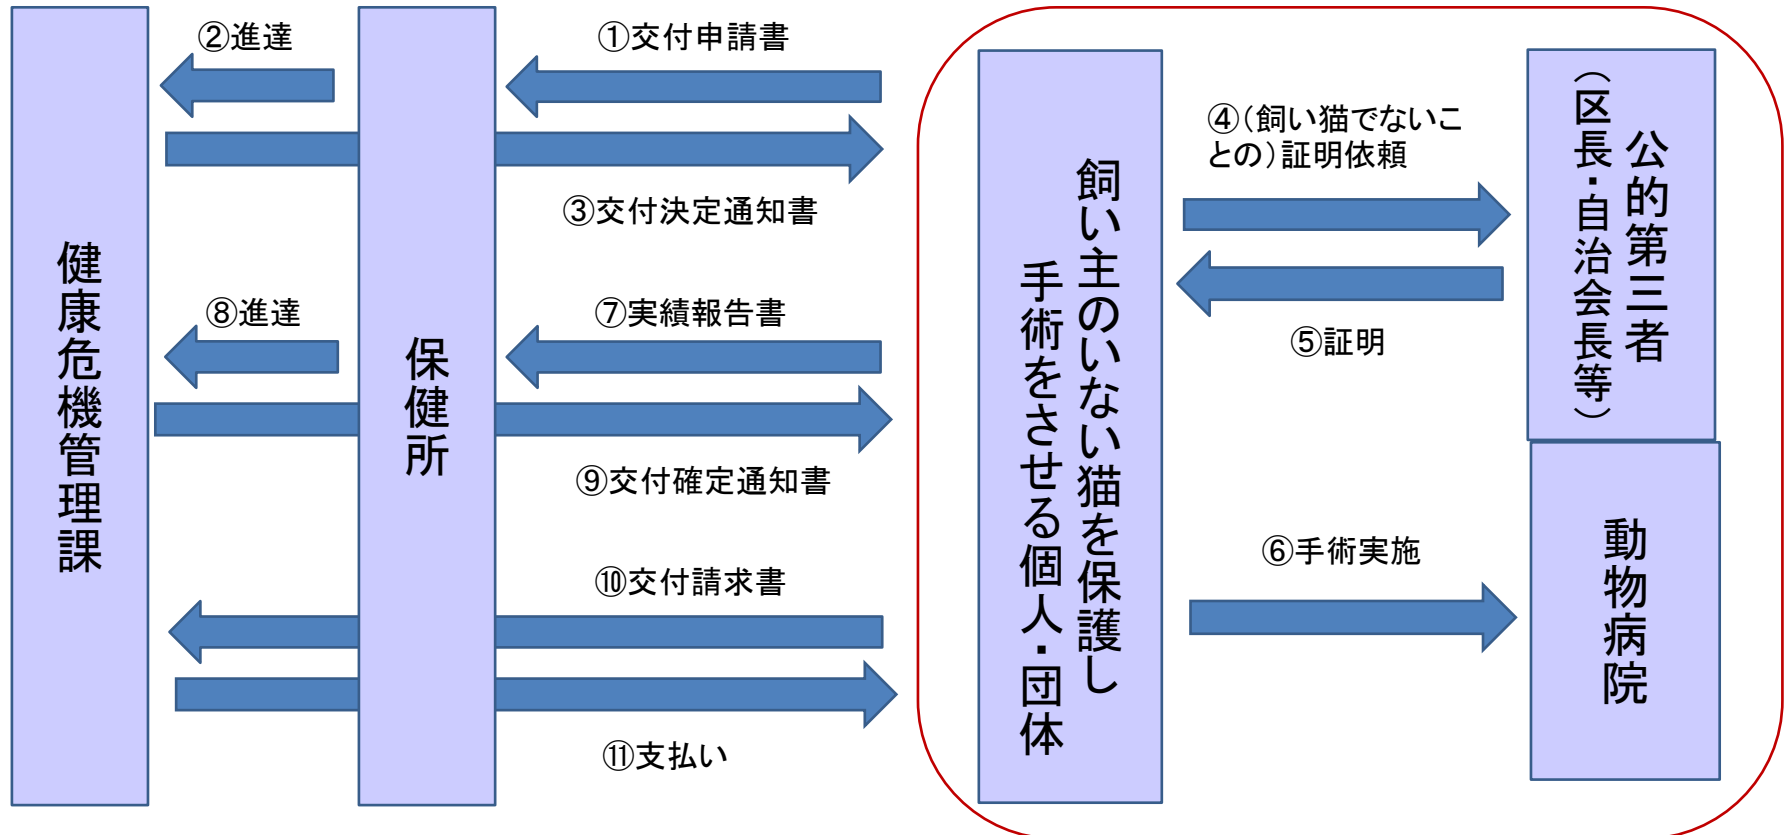 ②進達
①交付申請書
③交付決定通知書
健康危機管理課
保健所
⑧進達
⑦実績報告書
⑨交付確定通知書
⑩交付請求書
⑪支払い
飼い主のいない猫を保護し
手術をさせる個人・団体
④(飼い猫でないこ
との)証明依頼
⑤証明
公的第三者
(区長・自治会長等)
⑥手術実施
動物病院